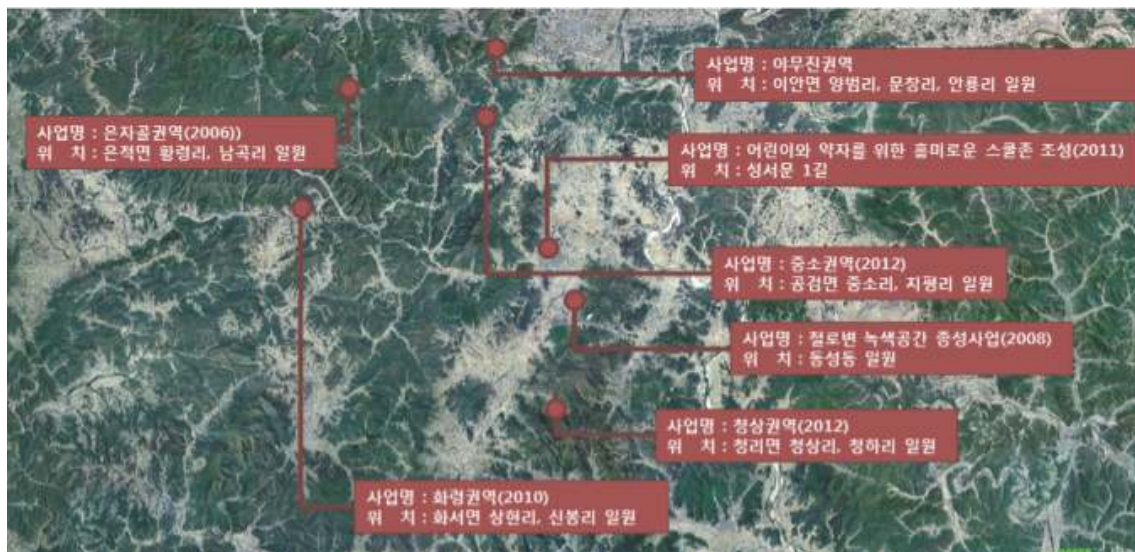 사업명 : 아무진권역
위 치 : 이안면 양범리, 문창리, 안룡리 일원
사업명 : 은자골권역(2006))
위 치 : 은척면 황령리, 남곡리 일원
사업명 : 어린이와 약자를 위한 흥미로운 스쿨존 조성(2011)
위 치 : 성서문 1길
사업명 : 중소권역(2012)
위 치 : 공검면 중소리, 지평리 일원
사업명 : 철로변 녹색공간 종성사업(2008)
위 치 : 동성동 일원
사업명 : 청상권역(2012)
위 치 : 청리면 청상리, 청하리 일원
사업명 : 화령권역(2010)
위 치 : 화서면 상현리, 신봉리 일원